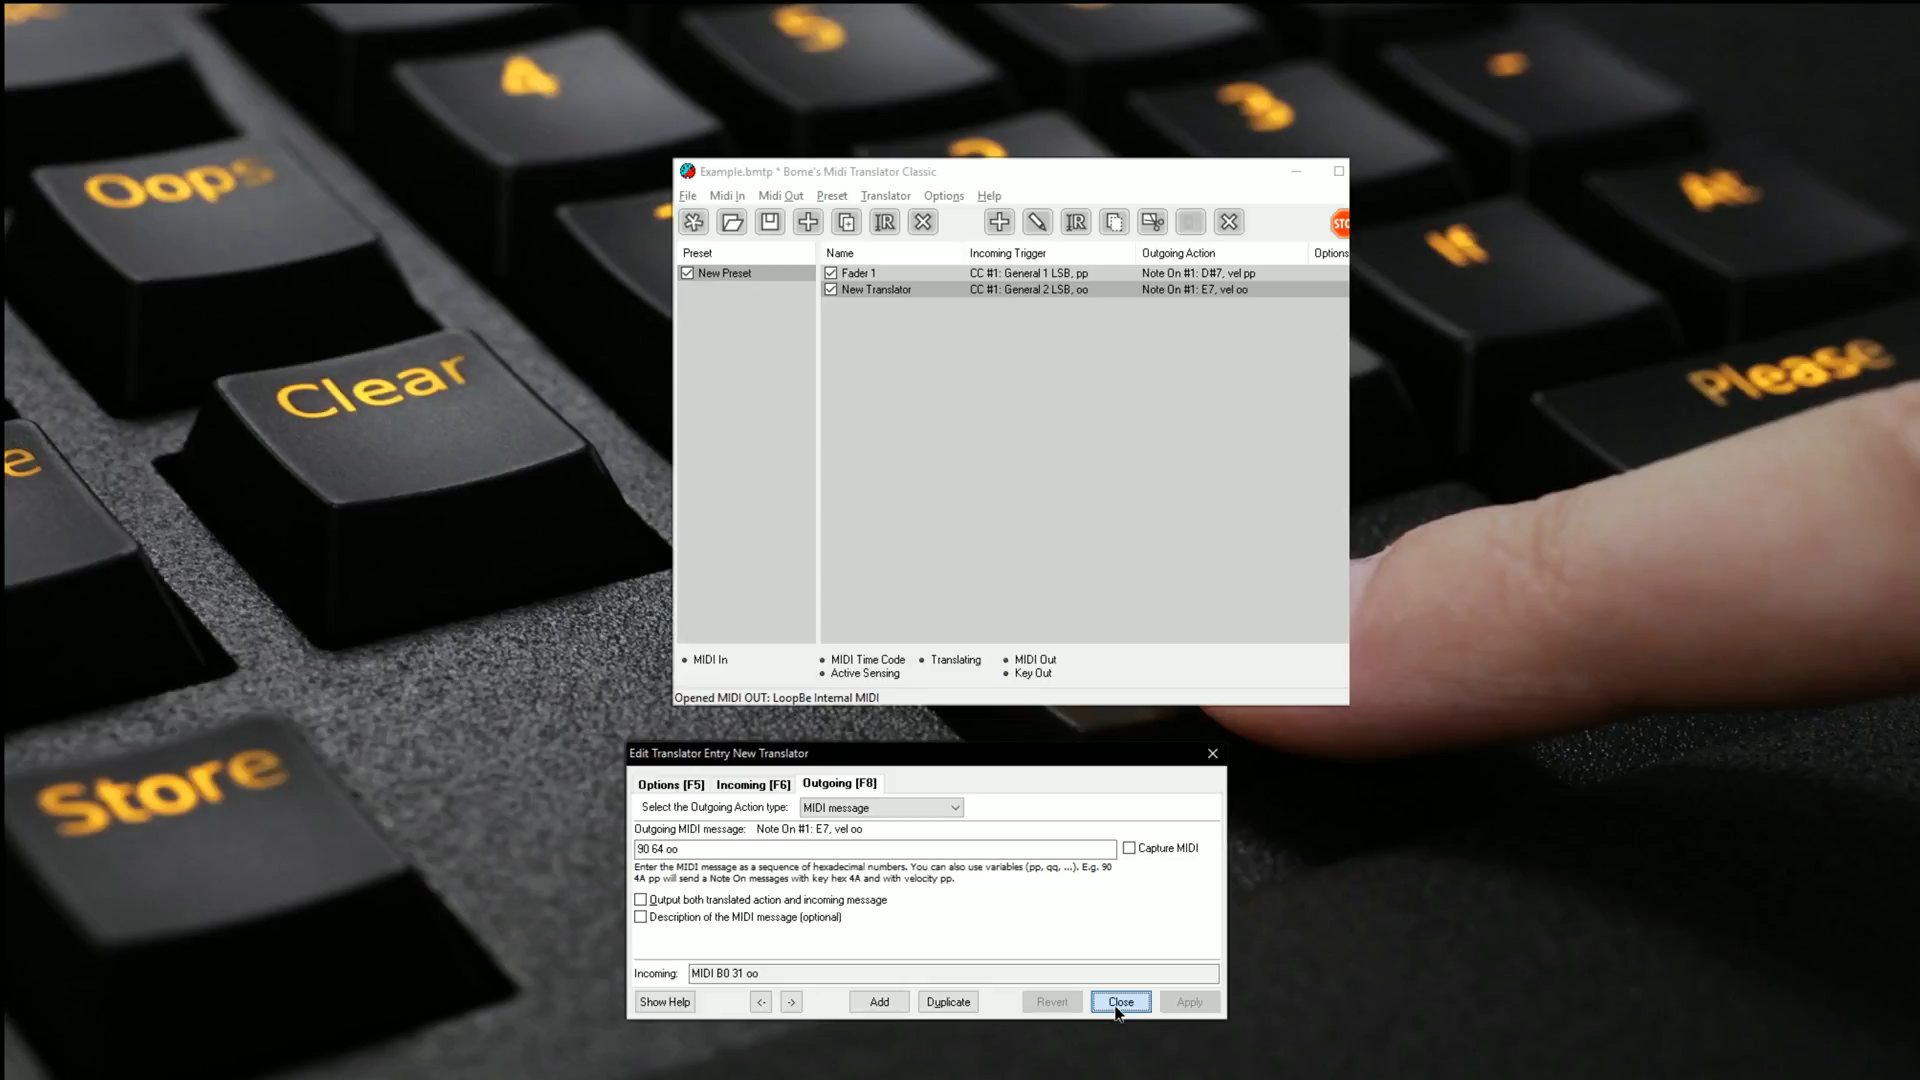 4
5
3
Oops
At
If
Please
Clear
e
Store
Example.bmtp * Bome's Midi Translator Classic
File Midi In Midi Out Preset Translator Options Help
STO
Preset Name Incoming Trigger Outgoing Action Options
New Preset Fader 1 CC #1: General 1 LSB, pp Note On #1: D#7, vel pp
New Translator CC #1: General 2 LSB, oo Note On #1: E7, vel oo
MIDI In MIDI Time Code Translating MIDI Out
Active Sensing Key Out
Opened MIDI OUT: LoopBe Internal MIDI
Edit Translator Entry New Translator
Options [F5] Incoming [F6] Outgoing [F8]
Select the Outgoing Action type: MIDI message
Outgoing MIDI message: Note On #1: E7, vel oo
90 64 oo Capture MIDI
Enter the MIDI message as a sequence of hexadecimal numbers. You can also use variables (pp, qq, ...). E.g. 90
4A pp will send a Note On messages with key hex 4A and with velocity pp.
Output both translated action and incoming message
Description of the MIDI message (optional)
Incoming: MIDI B0 31 oo
Show Help <- -> Add Duplicate Revert Close Apply